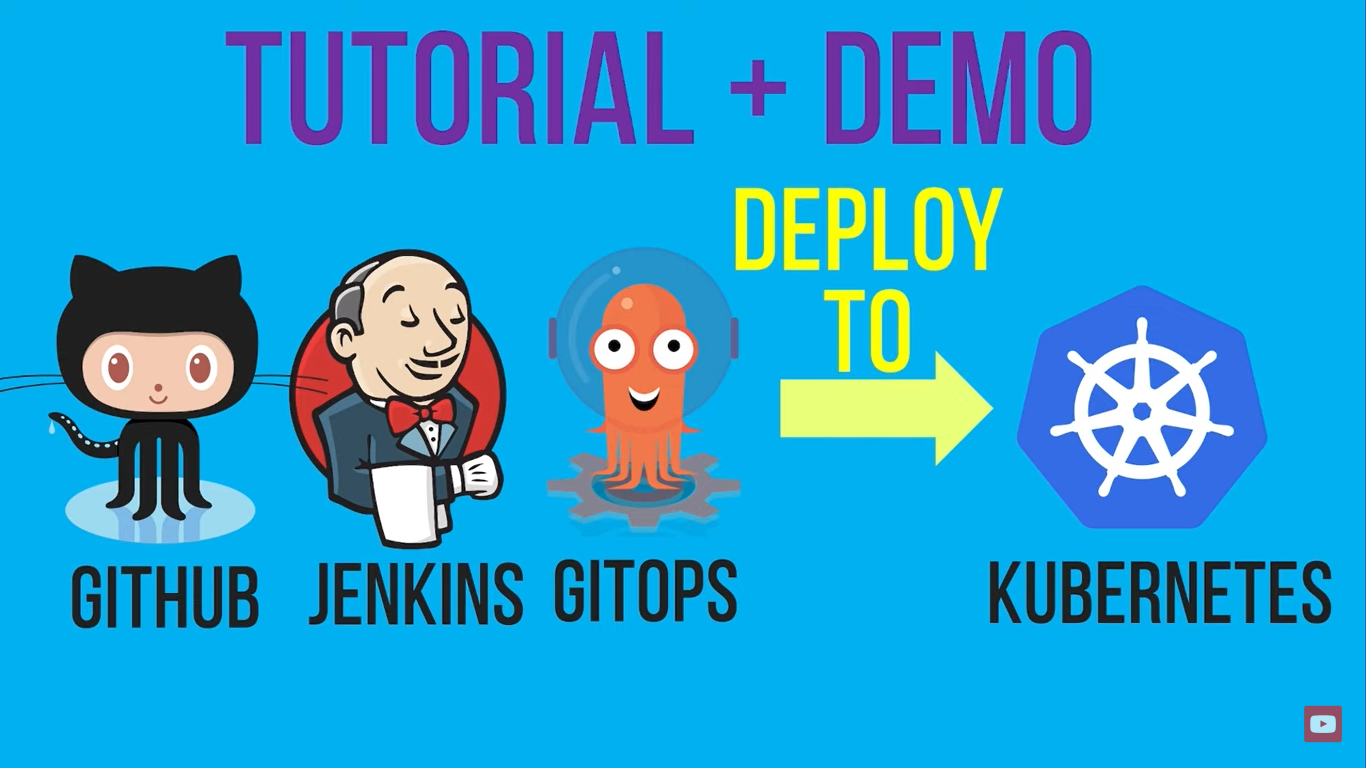 TUTORIAL + DEMO
DEPLOY
TO
GITHUB
JENKINS
GITOPS
KUBERNETES